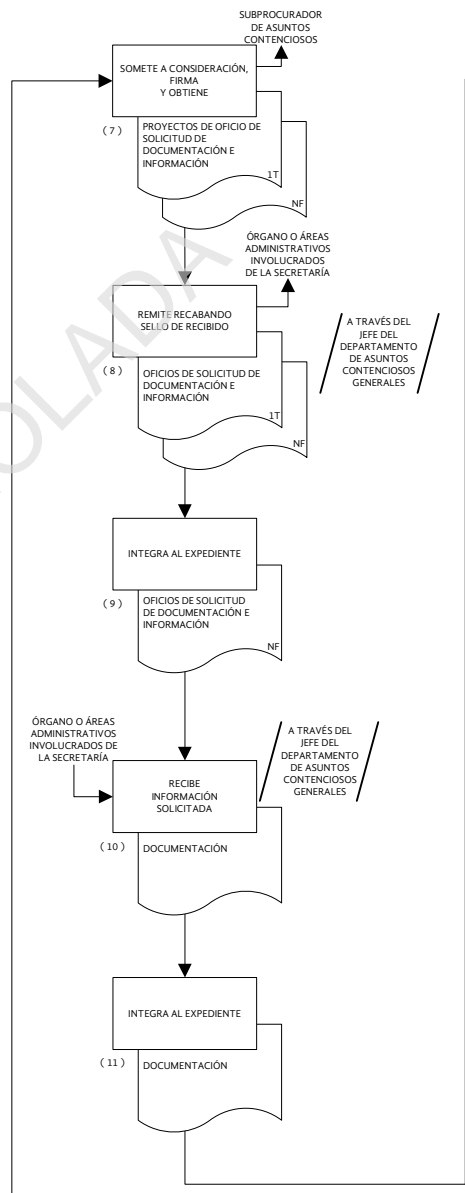 SUBPROCURADOR
DE ASUNTOS
CONTENCIOSOS
SOMETE A CONSIDERACIÓN,
FIRMA
Y OBTIENE
( 7 )
PROYECTOS DE OFICIO DE
SOLICITUD DE
DOCUMENTACIÓN E
INFORMACIÓN
1T
NF
ÓRGANO O ÁREAS
ADMINISTRATIVOS
INVOLUCRADOS
DE LA SECRETARÍA
REMITE RECABANDO
SELLO DE RECIBIDO
A TRAVÉS DEL
JEFE DEL
DEPARTAMENTO
DE ASUNTOS
CONTENCIOSOS
GENERALES
( 8 )
OFICIOS DE SOLICITUD DE
DOCUMENTACIÓN E
INFORMACIÓN
1T
NF
OLADA
INTEGRA AL EXPEDIENTE
( 9 )
OFICIOS DE SOLICITUD
DE DOCUMENTACIÓN E
INFORMACIÓN
NF
ÓRGANO O ÁREAS
ADMINISTRATIVOS
INVOLUCRADOS DE
LA SECRETARÍA
A TRAVÉS DEL
JEFE DEL
DEPARTAMENTO
DE ASUNTOS
CONTENCIOSOS
GENERALES
RECIBE
INFORMACIÓN
SOLICITADA
( 10 )
DOCUMENTACIÓN
INTEGRA AL EXPEDIENTE
( 11 )
DOCUMENTACIÓN